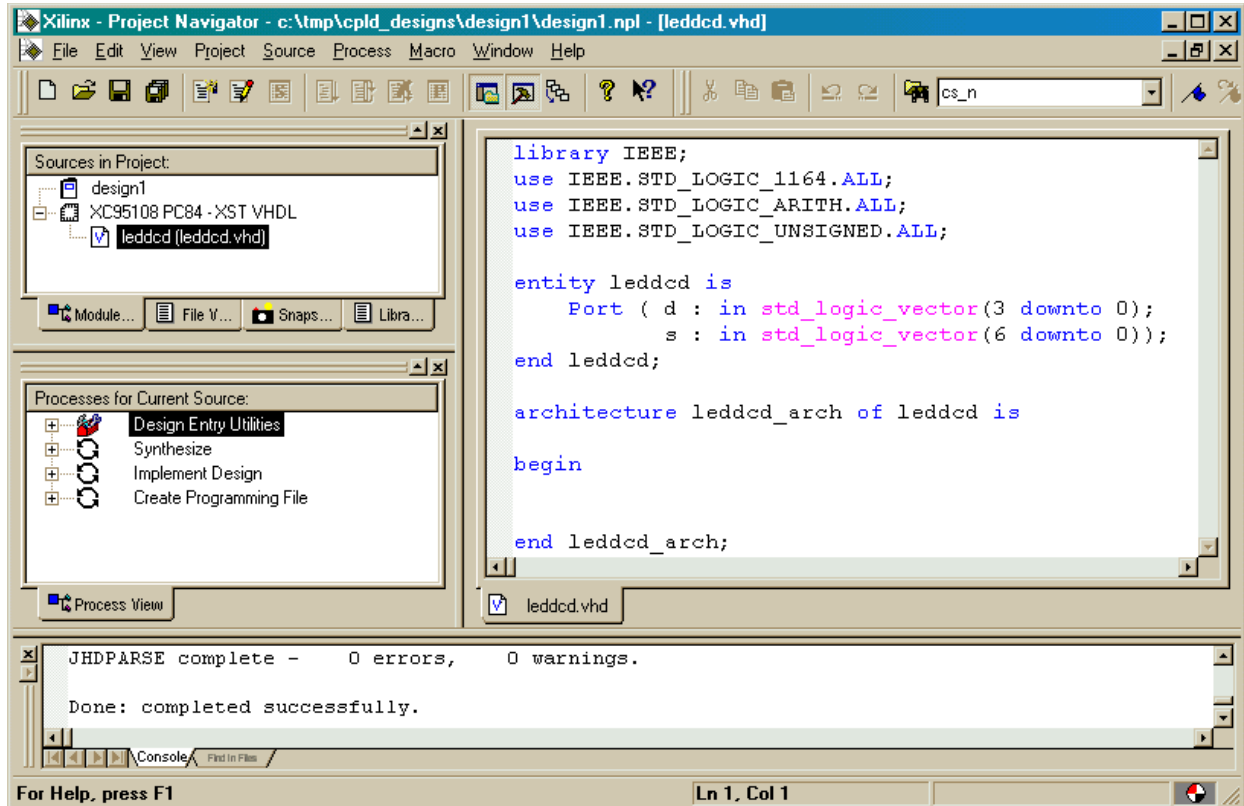 Xilinx - Project Navigator - c:\tmp\cpld_designs\design1\design1.npl - [leddcd.vhd]
File Edit View Project Source Process Macro Window Help
cs_n
Sources in Project:
design1
XC95108 PC84 - XST VHDL
leddcd (leddcd.vhd)
Module... File V... Snaps... Libra...
Processes for Current Source:
Design Entry Utilities
Synthesize
Implement Design
Create Programming File
Process View
library IEEE;
use IEEE.STD_LOGIC_1164.ALL;
use IEEE.STD_LOGIC_ARITH.ALL;
use IEEE.STD_LOGIC_UNSIGNED.ALL;
entity leddcd is
Port ( d : in std_logic_vector(3 downto 0);
s : in std_logic_vector(6 downto 0));
end leddcd;
architecture leddcd_arch of leddcd is
begin
end leddcd_arch;
leddcd.vhd
JHDPARSE complete - 0 errors, 0 warnings.
Done: completed successfully.
Console Find in Files
For Help, press F1 Ln 1, Col 1